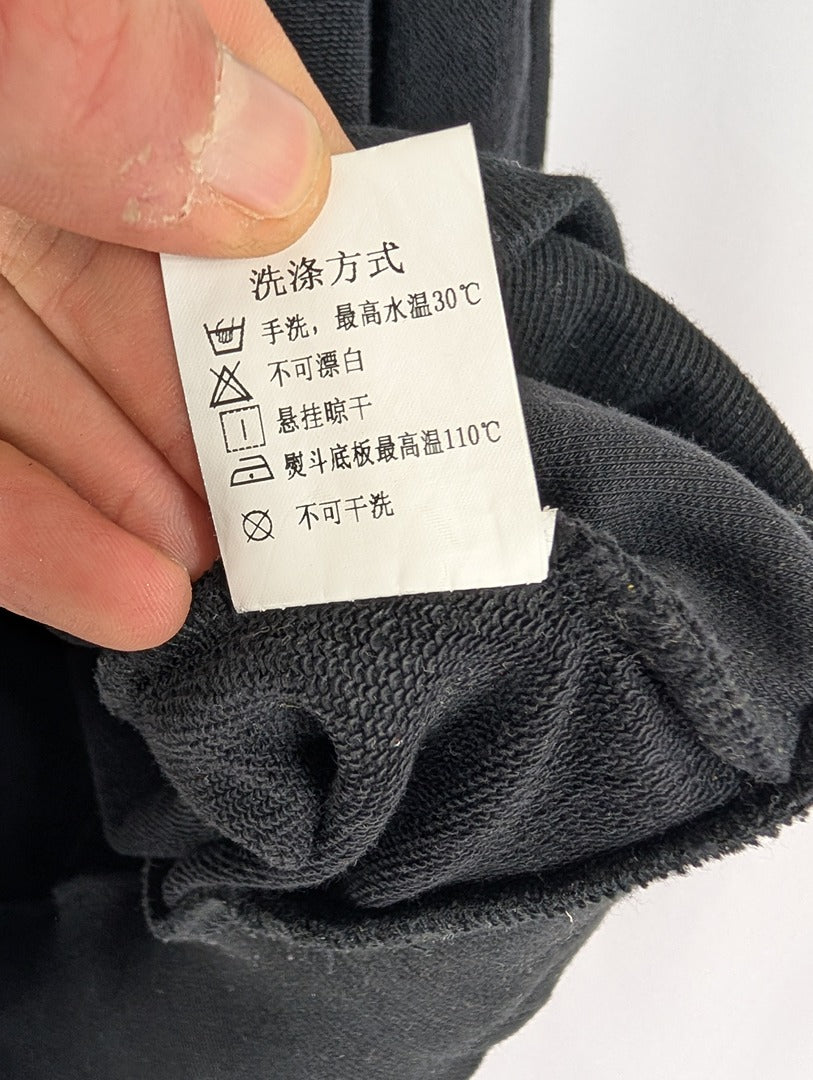 洗涤方式
手洗，最高水温30℃
不可漂白
悬挂晾干
熨斗底板最高温110℃
不可干洗